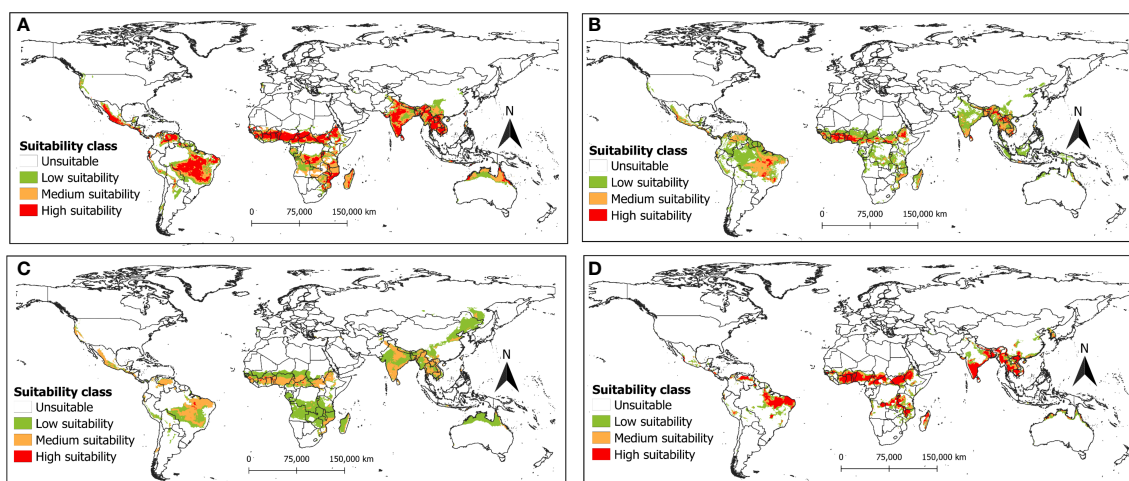 A
N
Suitability class
Unsuitable
Low suitability
Medium suitability
High suitability
0 75,000 150,000 km
B
N
Suitability class
Unsuitable
Low suitability
Medium suitability
High suitability
0 75,000 150,000 km
C
N
Suitability class
Unsuitable
Low suitability
Medium suitability
High suitability
0 75,000 150,000 km
D
N
Suitability class
Unsuitable
Low suitability
Medium suitability
High suitability
0 75,000 150,000 km